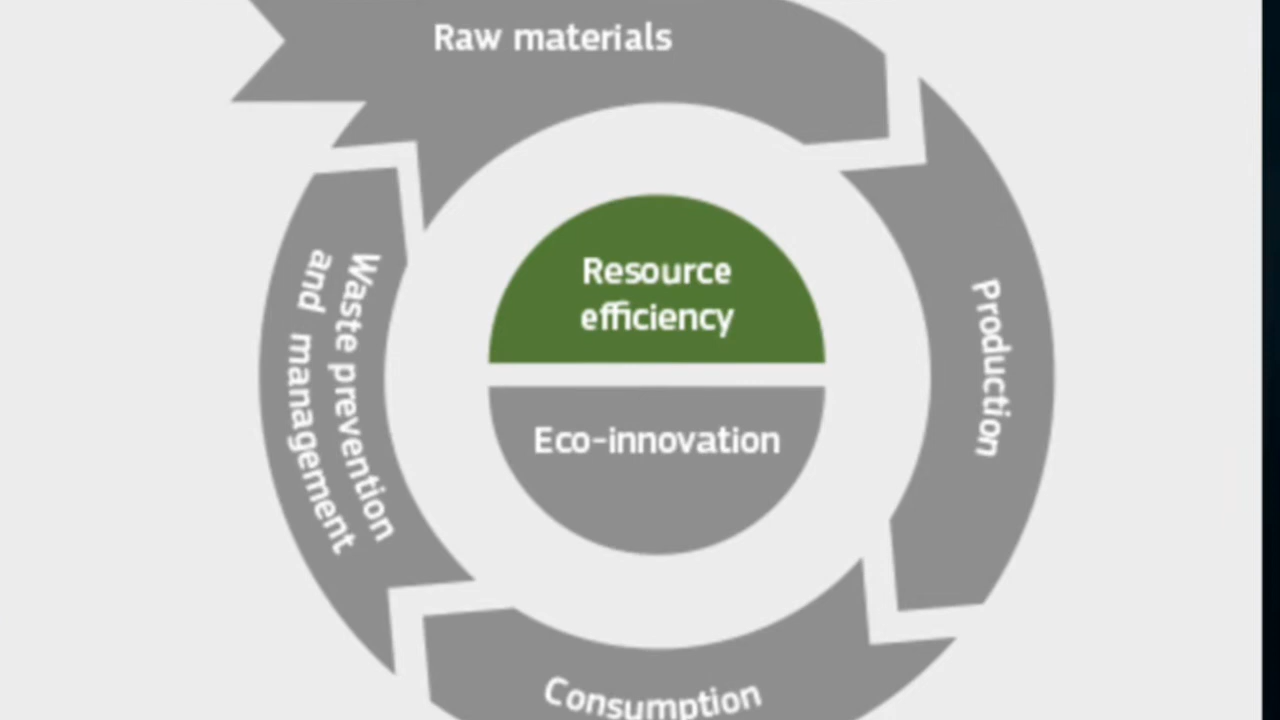 Raw materials
Resource
efficiency
Eco-innovation
Production
Consumption
Waste prevention
and management